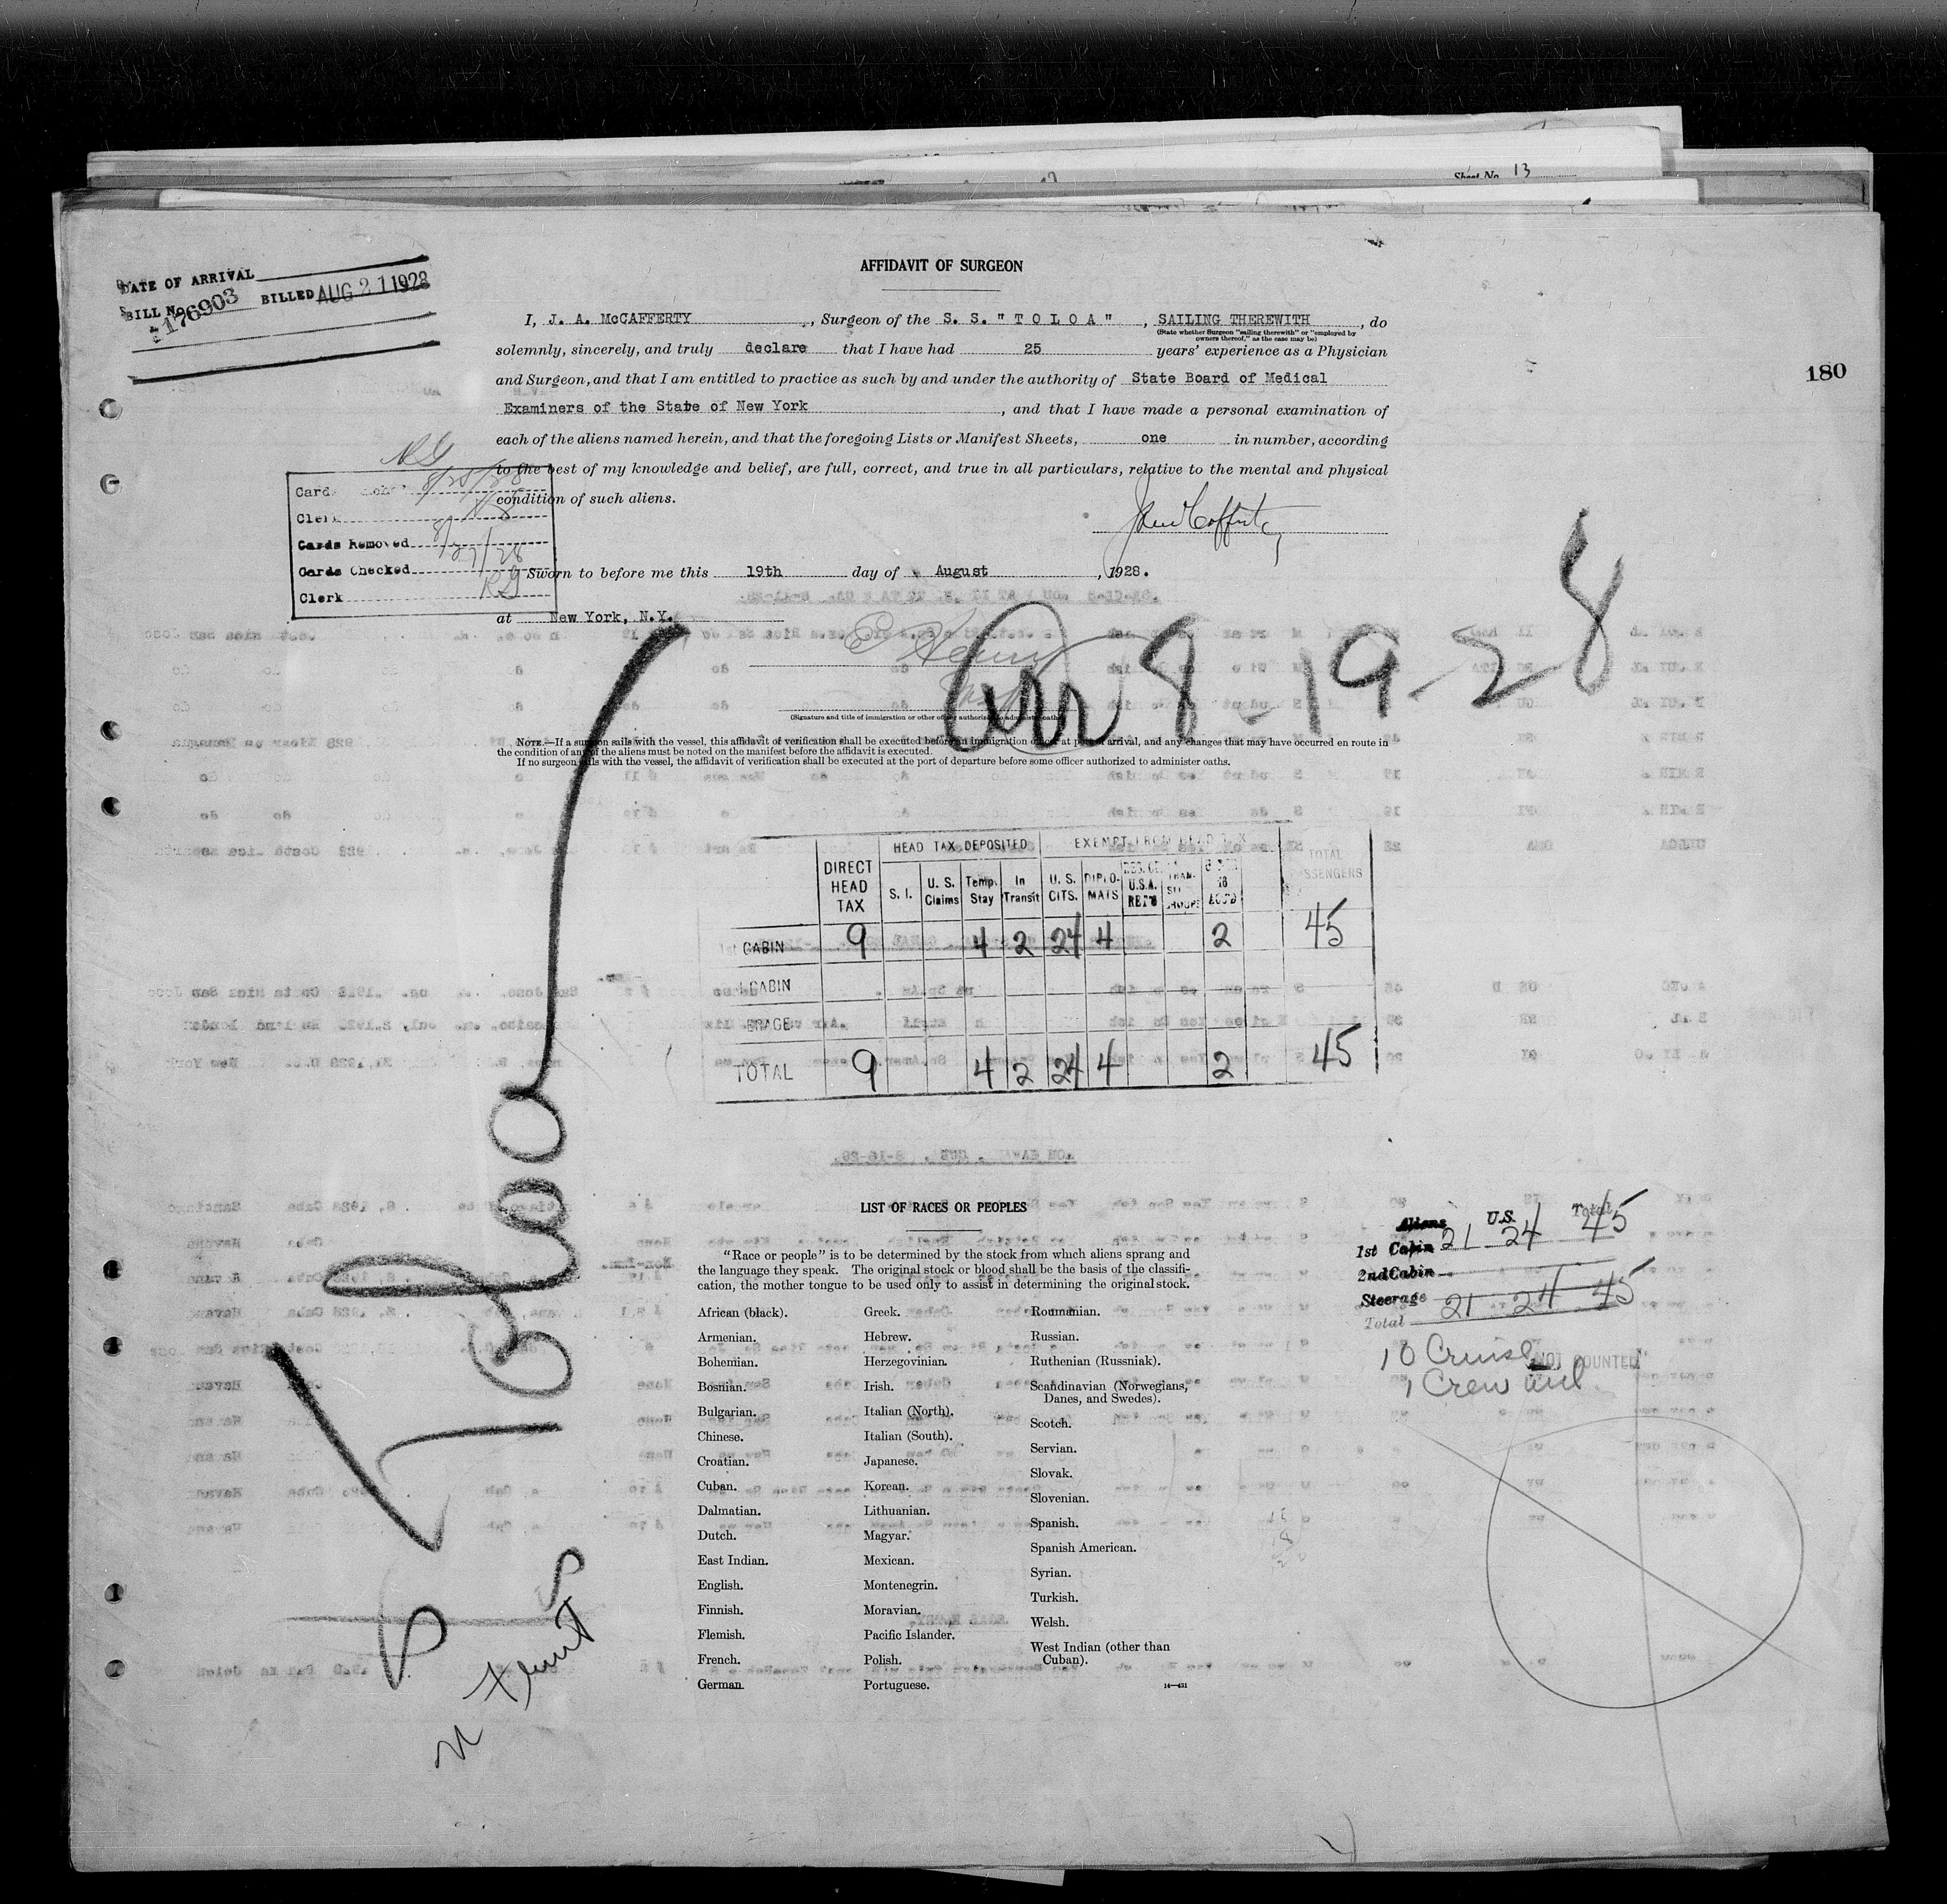 Sheet No. 13
AFFIDAVIT OF SURGEON
DATE OF ARRIVAL
BILL No. 176903 BILLED AUG 21 1928
180
I, J. A. McCAFFERTY, Surgeon of the S. S. "T O L O A", SAILING THEREWITH, do
(State whether Surgeon "sailing therewith" or "employed by
owners thereof," as the case may be)
solemnly, sincerely, and truly declare that I have had 25 years' experience as a Physician
and Surgeon, and that I am entitled to practice as such by and under the authority of State Board of Medical
Examiners of the State of New York, and that I have made a personal examination of
each of the aliens named herein, and that the foregoing Lists or Manifest Sheets, one in number, according
to the best of my knowledge and belief, are full, correct, and true in all particulars, relative to the mental and physical
condition of such aliens.
Cards
Clerk
Cards Removed 8/27/28
Cards Checked RG
Clerk
Sworn to before me this 19th day of August, 1928.
at New York, N.Y.
Arr 8-19-28
(Signature and title of immigration or other officer authorized to administer oaths)
NOTE.—If a surgeon sails with the vessel, this affidavit of verification shall be executed before an immigration officer at port of arrival, and any changes that may have occurred en route in
the condition of any of the aliens must be noted on the manifest before the affidavit is executed.
If no surgeon sails with the vessel, the affidavit of verification shall be executed at the port of departure before some officer authorized to administer oaths.
HEAD TAX DEPOSITED EXEMPT FROM HEAD TAX
DIRECT HEAD TAX S. I. U. S. Claims Temp. Stay In Transit U. S. CITS. DIPLO-MATS U.S.A. TOTAL PASSENGERS
1st CABIN 9 4 2 24 4 2 45
CABIN
ERAGE
TOTAL 9 4 2 24 4 2 45
S S Toloa
LIST OF RACES OR PEOPLES
"Race or people" is to be determined by the stock from which aliens sprang and
the language they speak. The original stock or blood shall be the basis of the classifi-
cation, the mother tongue to be used only to assist in determining the original stock.
African (black).
Armenian.
Bohemian.
Bosnian.
Bulgarian.
Chinese.
Croatian.
Cuban.
Dalmatian.
Dutch.
East Indian.
English.
Finnish.
Flemish.
French.
German.
Greek.
Hebrew.
Herzegovinian.
Irish.
Italian (North).
Italian (South).
Japanese.
Korean.
Lithuanian.
Magyar.
Mexican.
Montenegrin.
Moravian.
Pacific Islander.
Polish.
Portuguese.
Roumanian.
Russian.
Ruthenian (Russniak).
Scandinavian (Norwegians,
Danes, and Swedes).
Scotch.
Servian.
Slovak.
Slovenian.
Spanish.
Spanish American.
Syrian.
Turkish.
Welsh.
West Indian (other than
Cuban).
14—431
Aliens U.S. Total
1st Cabin 21 24 45
2nd Cabin
Steerage
Total 21 24 45
10 Cruise
NOT COUNTED
1 Crew